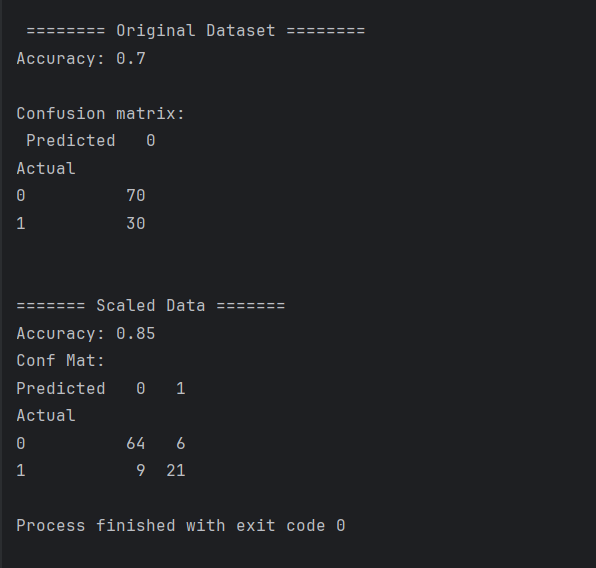 ======== Original Dataset ========
Accuracy: 0.7
Confusion matrix:
Predicted   0
Actual
0          70
1          30
======= Scaled Data =======
Accuracy: 0.85
Conf Mat:
Predicted   0   1
Actual
0          64   6
1           9  21
Process finished with exit code 0